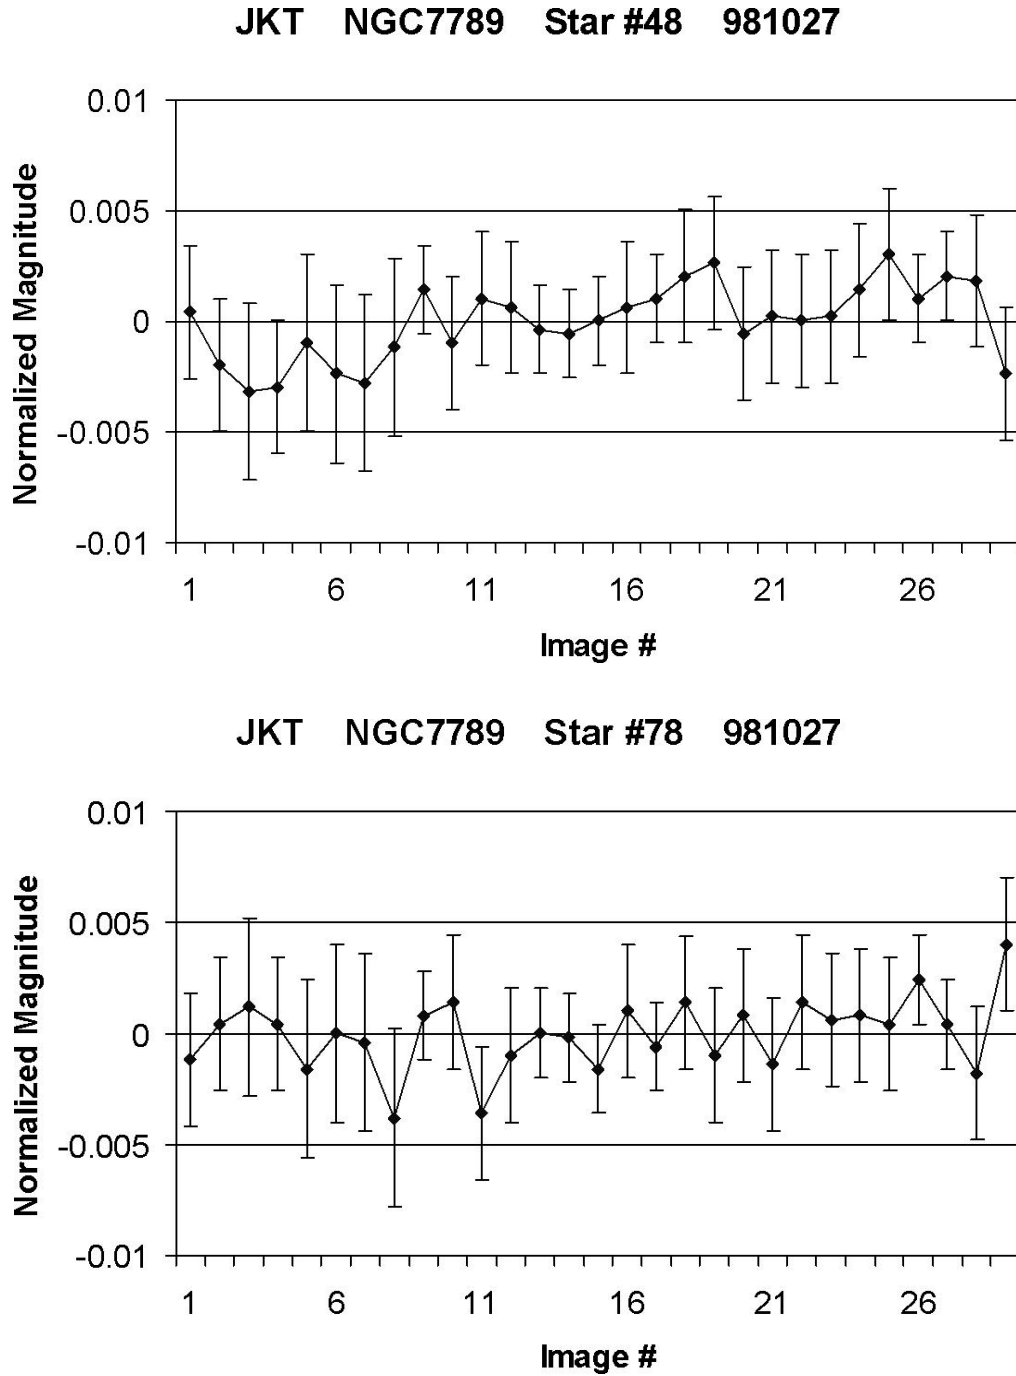 JKT NGC7789 Star #48 981027
Normalized Magnitude
0.01
0.005
0
-0.005
-0.01
1 6 11 16 21 26
Image #
JKT NGC7789 Star #78 981027
Normalized Magnitude
0.01
0.005
0
-0.005
-0.01
1 6 11 16 21 26
Image #